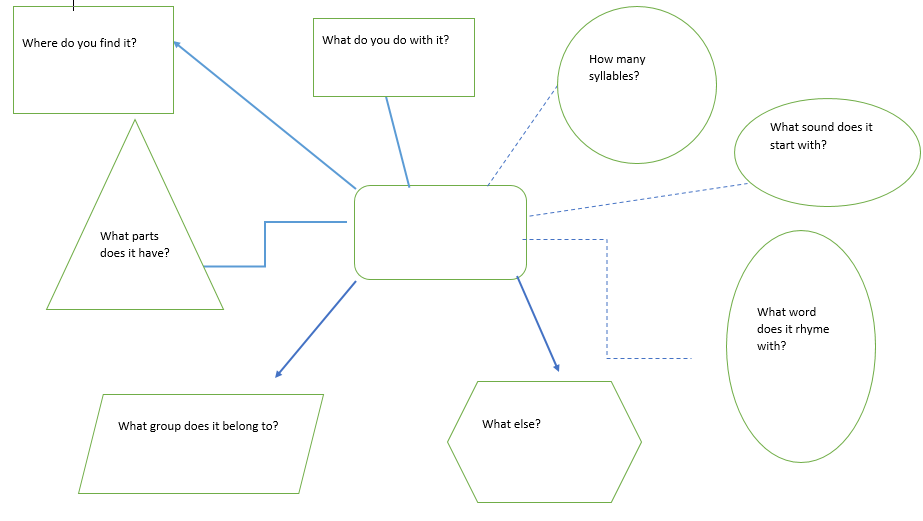 Where do you find it?
What do you do with it?
How many
syllables?
What sound does it
start with?
What parts
does it have?
What word
does it rhyme
with?
What group does it belong to?
What else?